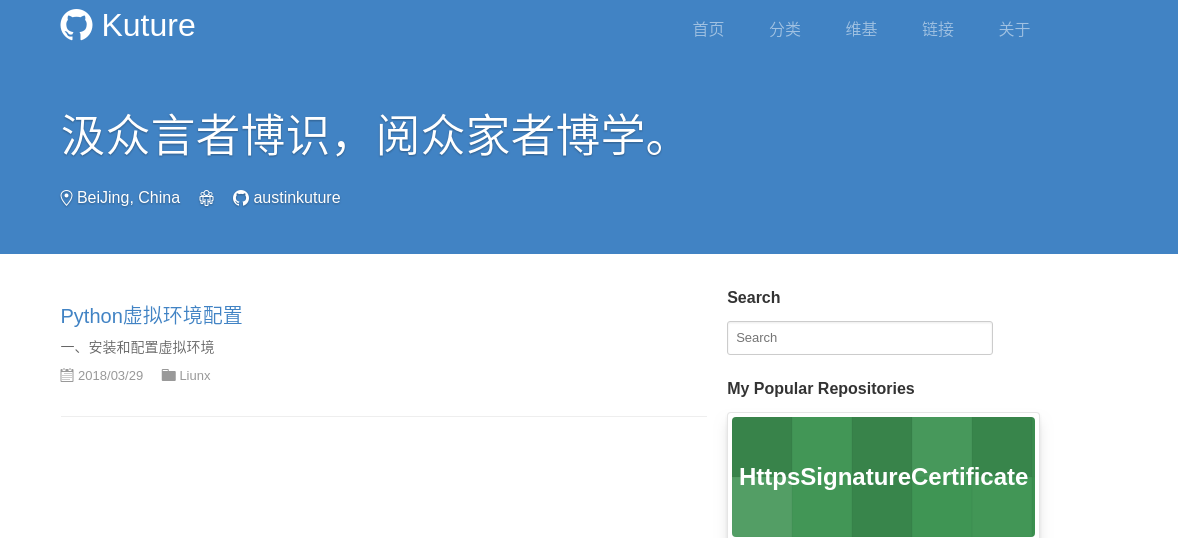 Kuture
首页 分类 维基 链接 关于
汲众言者博识，阅众家者博学。
BeiJing, China austinkuture
Python虚拟环境配置
一、安装和配置虚拟环境
2018/03/29 Liunx
Search
Search
My Popular Repositories
HttpsSignatureCertificate